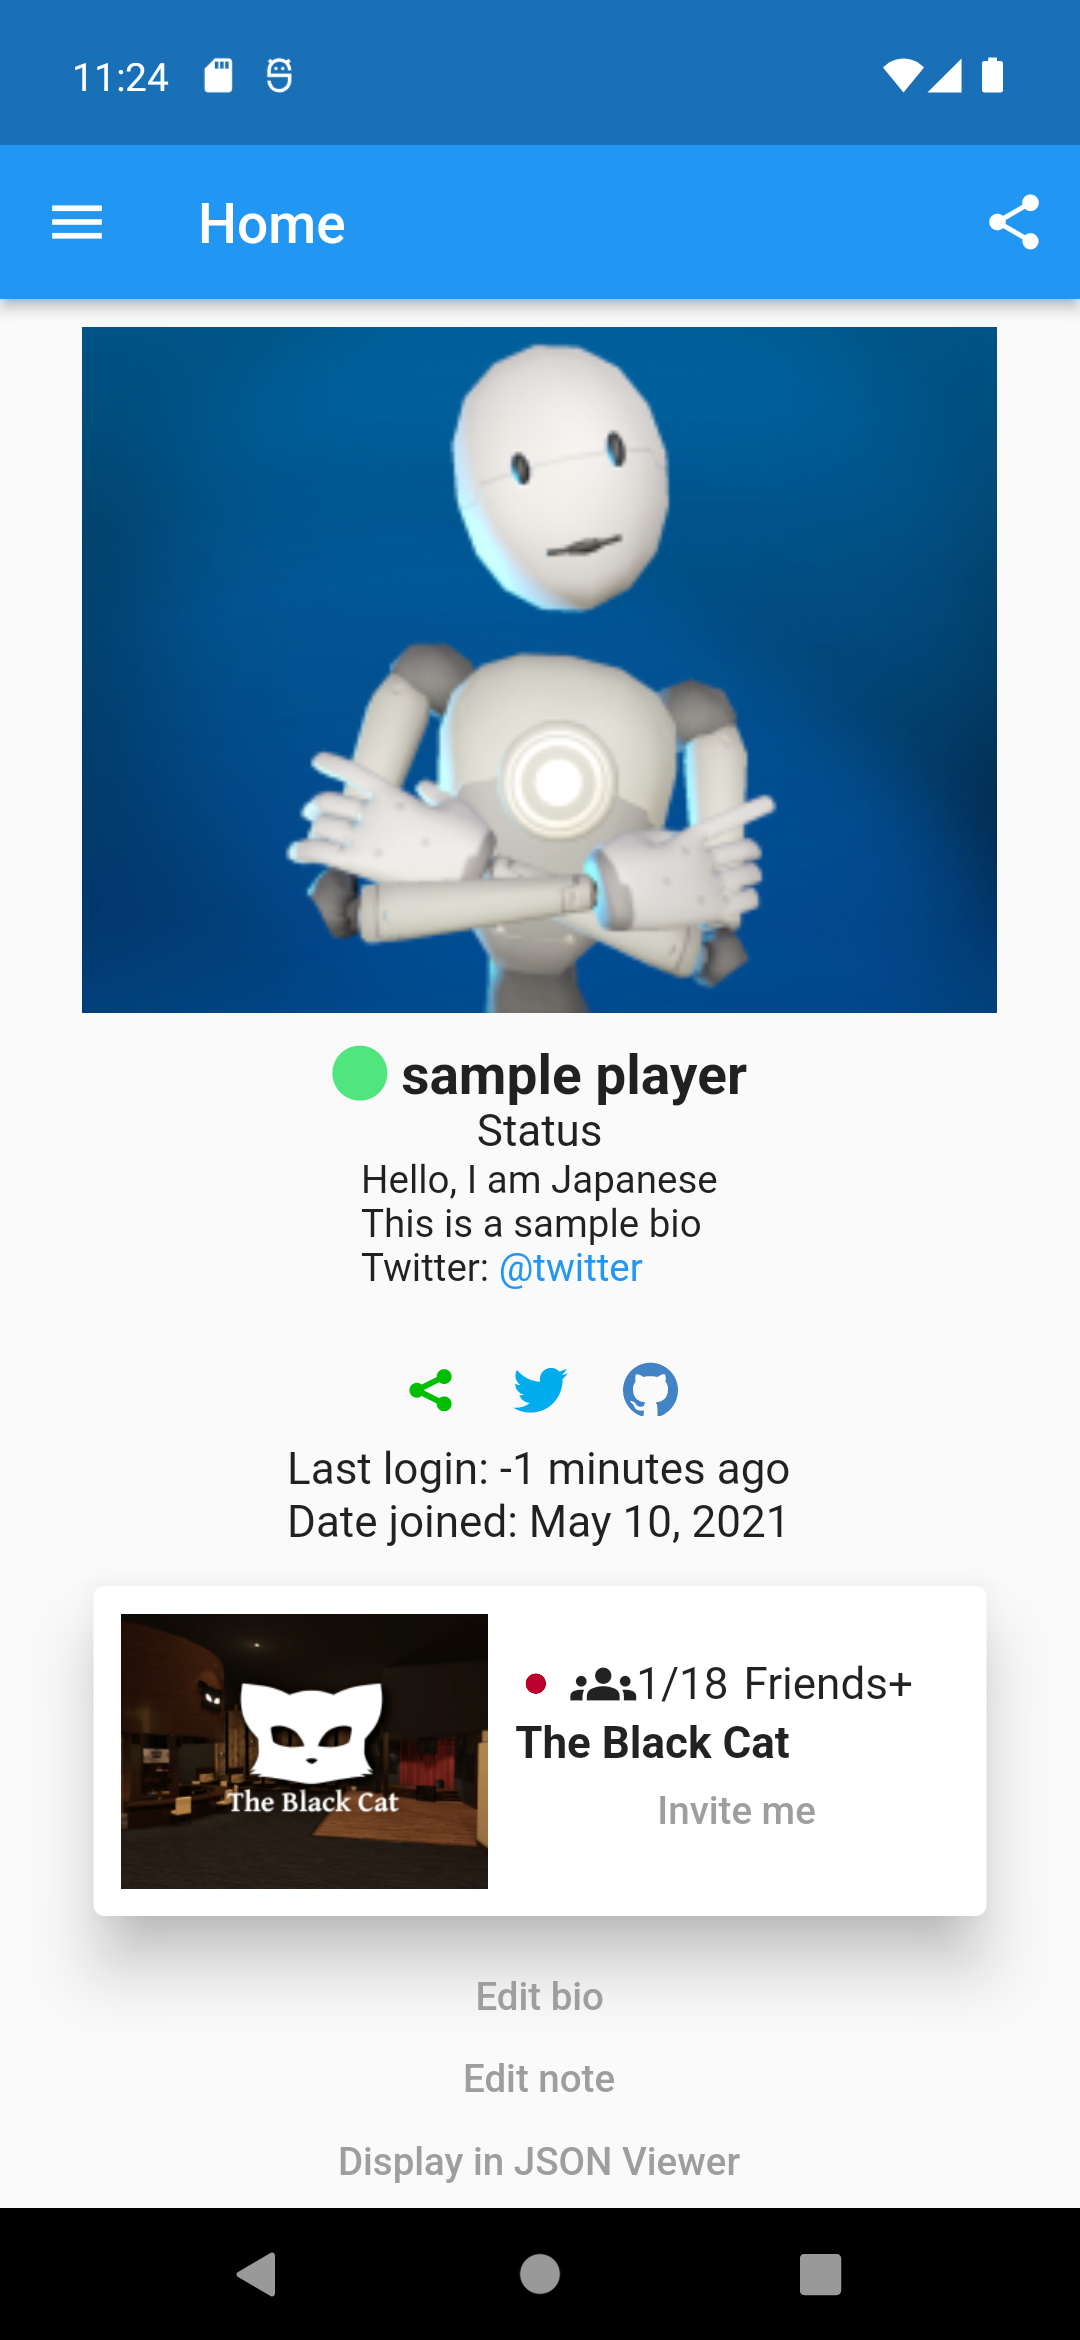 11:24
Home
sample player
Status
Hello, I am Japanese
This is a sample bio
Twitter: @twitter
Last login: -1 minutes ago
Date joined: May 10, 2021
The Black Cat
1/18 Friends+
The Black Cat
Invite me
Edit bio
Edit note
Display in JSON Viewer